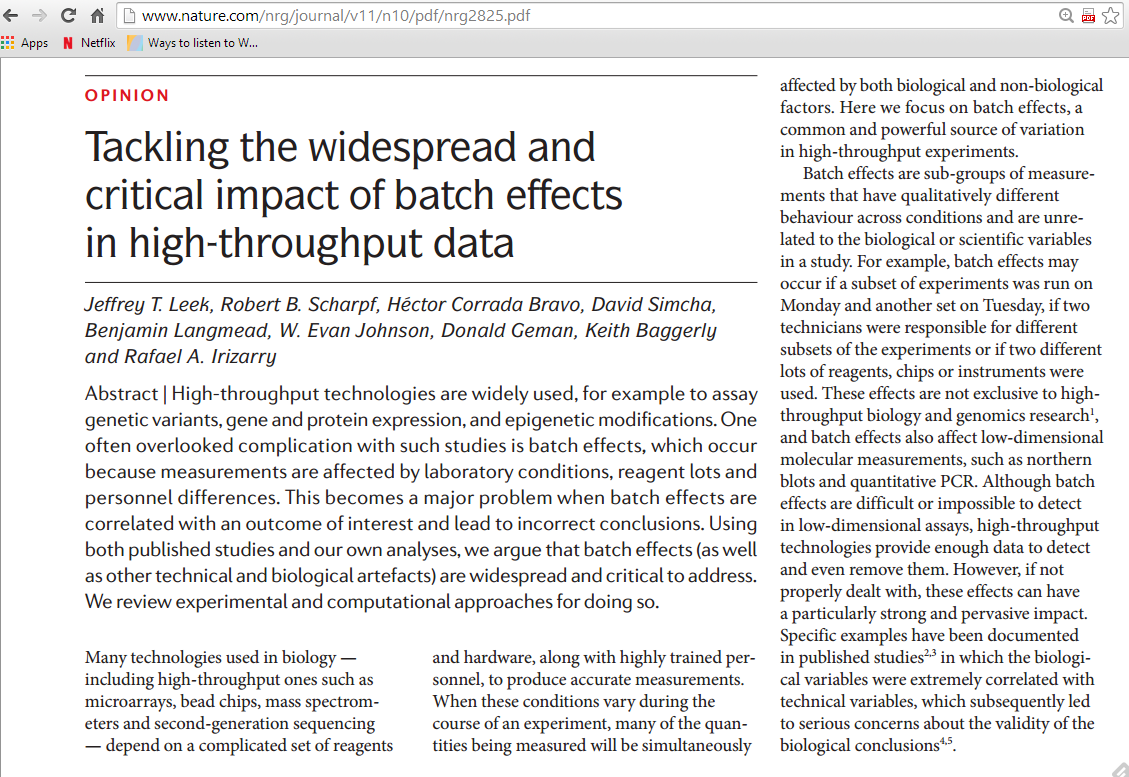 www.nature.com/nrg/journal/v11/n10/pdf/nrg2825.pdf
Apps Netflix Ways to listen to W...
OPINION
Tackling the widespread and
critical impact of batch effects
in high-throughput data
Jeffrey T. Leek, Robert B. Scharpf, Héctor Corrada Bravo, David Simcha,
Benjamin Langmead, W. Evan Johnson, Donald Geman, Keith Baggerly
and Rafael A. Irizarry
Abstract | High-throughput technologies are widely used, for example to assay
genetic variants, gene and protein expression, and epigenetic modifications. One
often overlooked complication with such studies is batch effects, which occur
because measurements are affected by laboratory conditions, reagent lots and
personnel differences. This becomes a major problem when batch effects are
correlated with an outcome of interest and lead to incorrect conclusions. Using
both published studies and our own analyses, we argue that batch effects (as well
as other technical and biological artefacts) are widespread and critical to address.
We review experimental and computational approaches for doing so.
Many technologies used in biology —
including high-throughput ones such as
microarrays, bead chips, mass spectrom-
eters and second-generation sequencing
— depend on a complicated set of reagents
and hardware, along with highly trained per-
sonnel, to produce accurate measurements.
When these conditions vary during the
course of an experiment, many of the quan-
tities being measured will be simultaneously
affected by both biological and non-biological
factors. Here we focus on batch effects, a
common and powerful source of variation
in high-throughput experiments.
Batch effects are sub-groups of measure-
ments that have qualitatively different
behaviour across conditions and are unre-
lated to the biological or scientific variables
in a study. For example, batch effects may
occur if a subset of experiments was run on
Monday and another set on Tuesday, if two
technicians were responsible for different
subsets of the experiments or if two different
lots of reagents, chips or instruments were
used. These effects are not exclusive to high-
throughput biology and genomics research¹,
and batch effects also affect low-dimensional
molecular measurements, such as northern
blots and quantitative PCR. Although batch
effects are difficult or impossible to detect
in low-dimensional assays, high-throughput
technologies provide enough data to detect
and even remove them. However, if not
properly dealt with, these effects can have
a particularly strong and pervasive impact.
Specific examples have been documented
in published studies²,³ in which the biologi-
cal variables were extremely correlated with
technical variables, which subsequently led
to serious concerns about the validity of the
biological conclusions⁴,⁵.